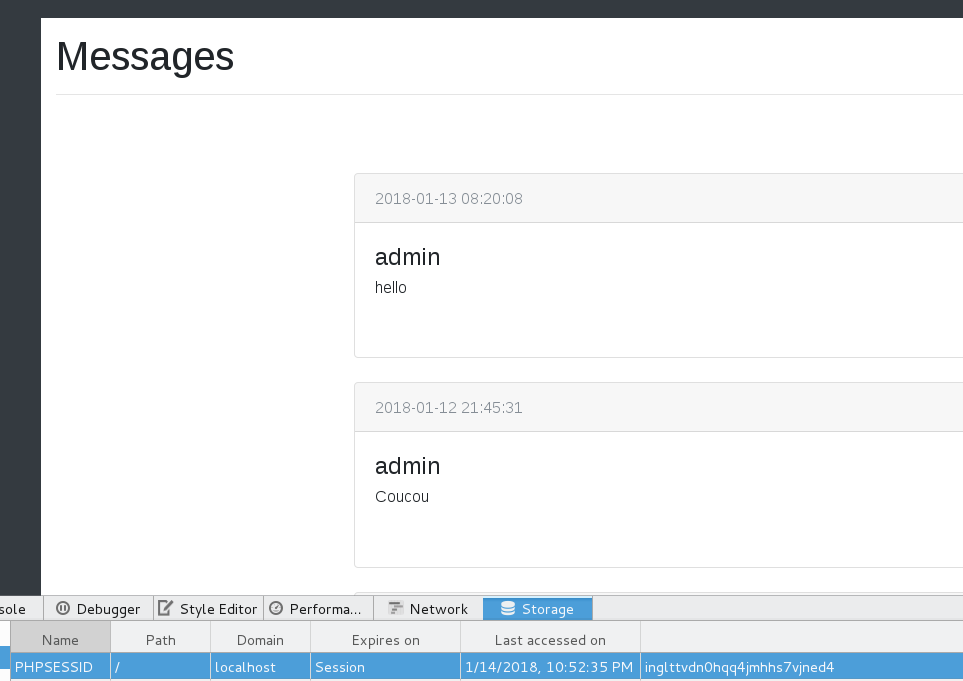 Messages
2018-01-13 08:20:08
admin
hello
2018-01-12 21:45:31
admin
Coucou
sole Debugger Style Editor Performa... Network Storage
Name Path Domain Expires on Last accessed on
PHPSESSID / localhost Session 1/14/2018, 10:52:35 PM inglttvdn0hqq4jmhhs7vjned4